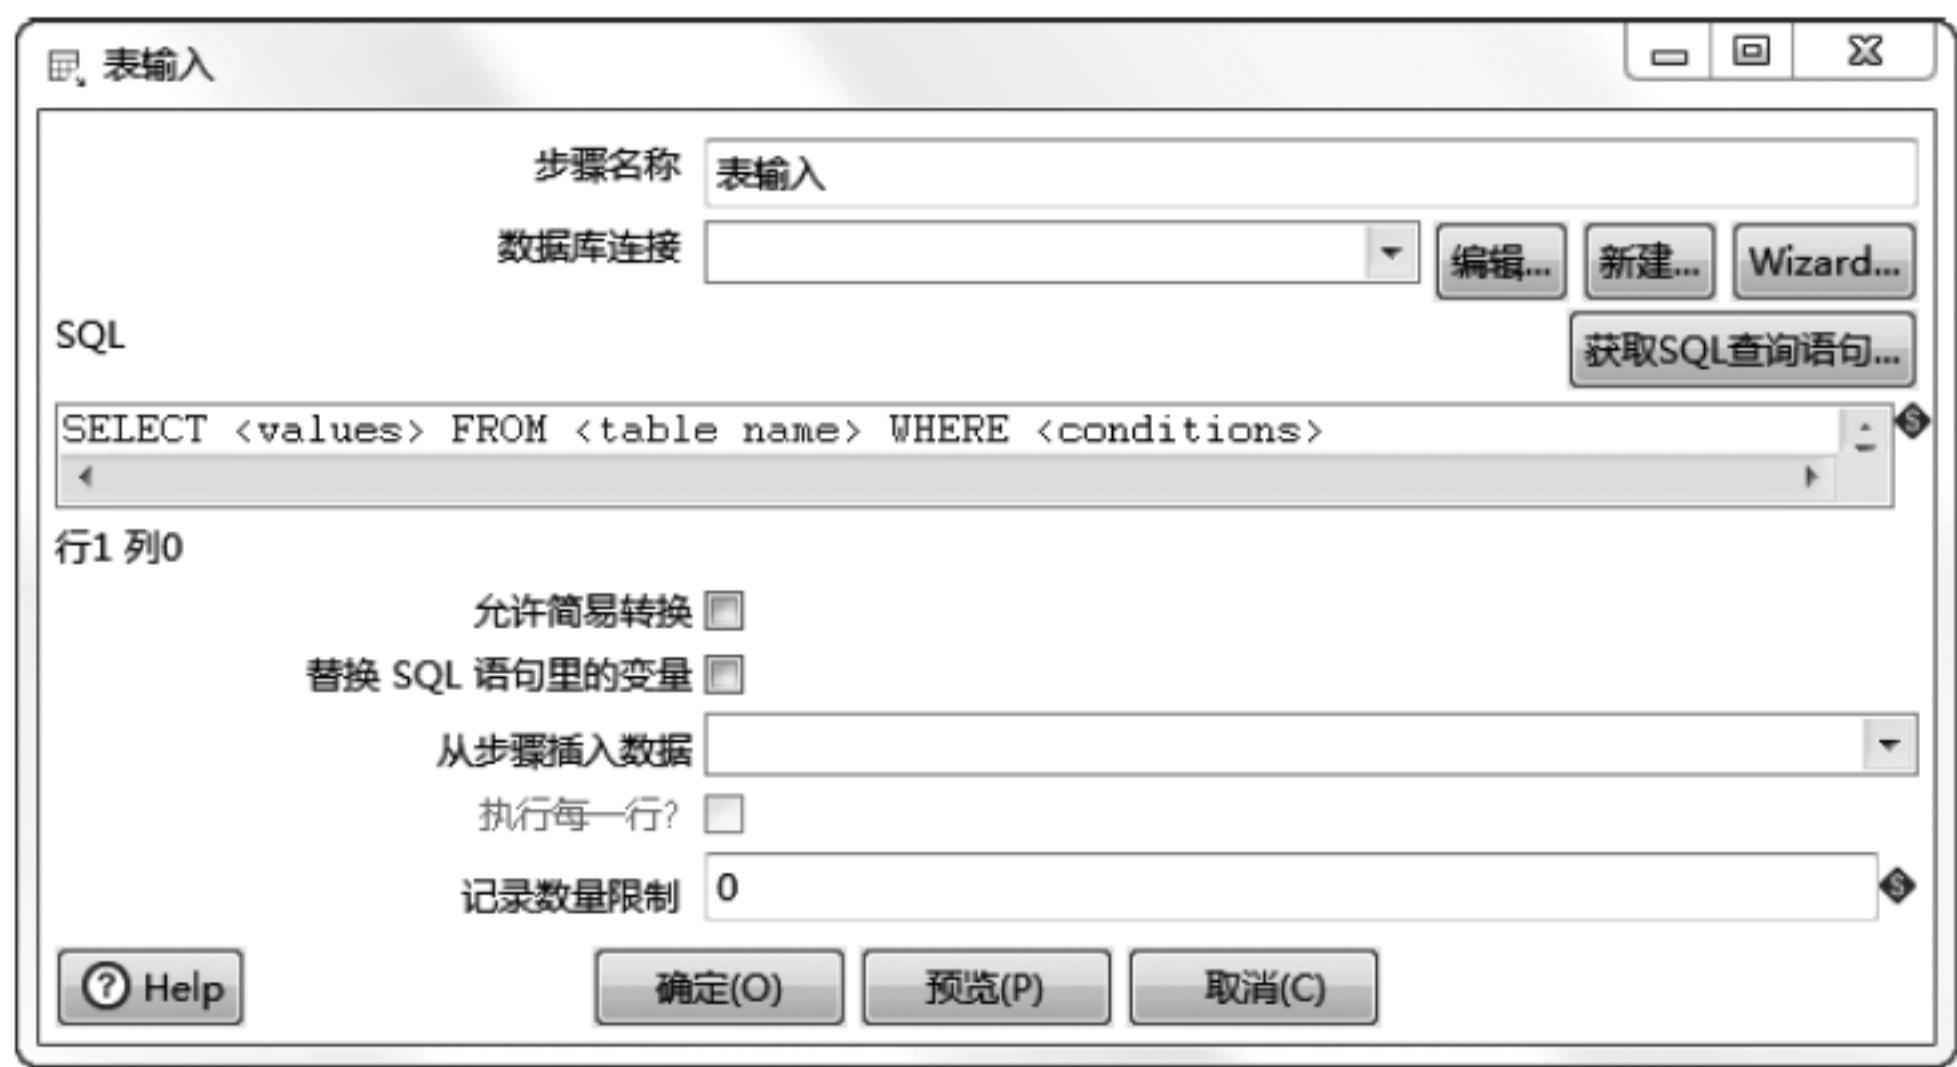 表输入
步骤名称 表输入
数据库连接 编辑... 新建... Wizard...
SQL 获取SQL查询语句...
SELECT <values> FROM <table name> WHERE <conditions>
行1 列0
允许简易转换
替换 SQL 语句里的变量
从步骤插入数据
执行每一行?
记录数量限制 0
Help 确定(O) 预览(P) 取消(C)